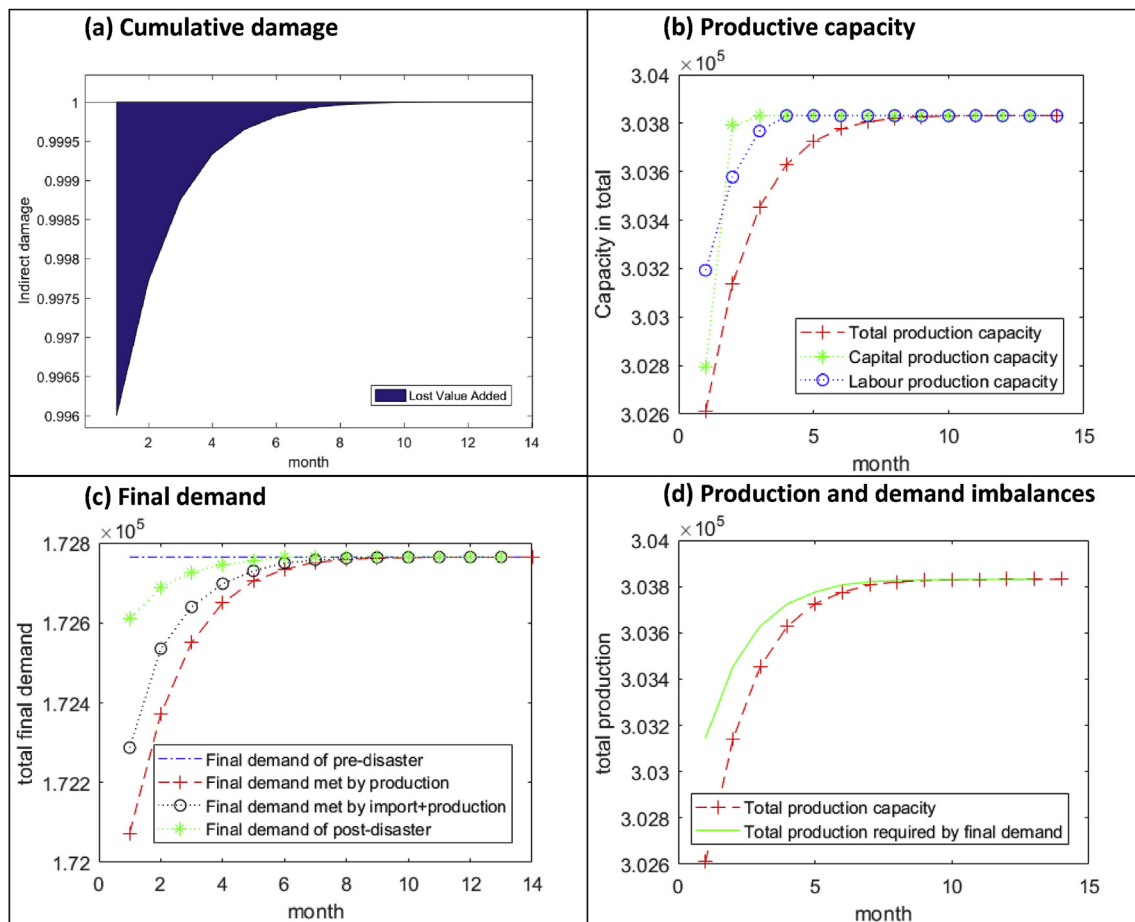 (a) Cumulative damage
1
0.9995
0.999
0.9985
0.998
0.9975
0.997
0.9965
0.996
Indirect damage
Lost Value Added
2 4 6 8 10 12 14
month
(b) Productive capacity
×10⁵
3.04
3.038
3.036
3.034
3.032
3.03
3.028
3.026
Capacity in total
Total production capacity
Capital production capacity
Labour production capacity
0 5 10 15
month
(c) Final demand
×10⁵
1.728
1.726
1.724
1.722
1.72
total final demand
Final demand of pre-disaster
Final demand met by production
Final demand met by import+production
Final demand of post-disaster
0 2 4 6 8 10 12 14
month
(d) Production and demand imbalances
×10⁵
3.04
3.038
3.036
3.034
3.032
3.03
3.028
3.026
total production
Total production capacity
Total production required by final demand
0 5 10 15
month